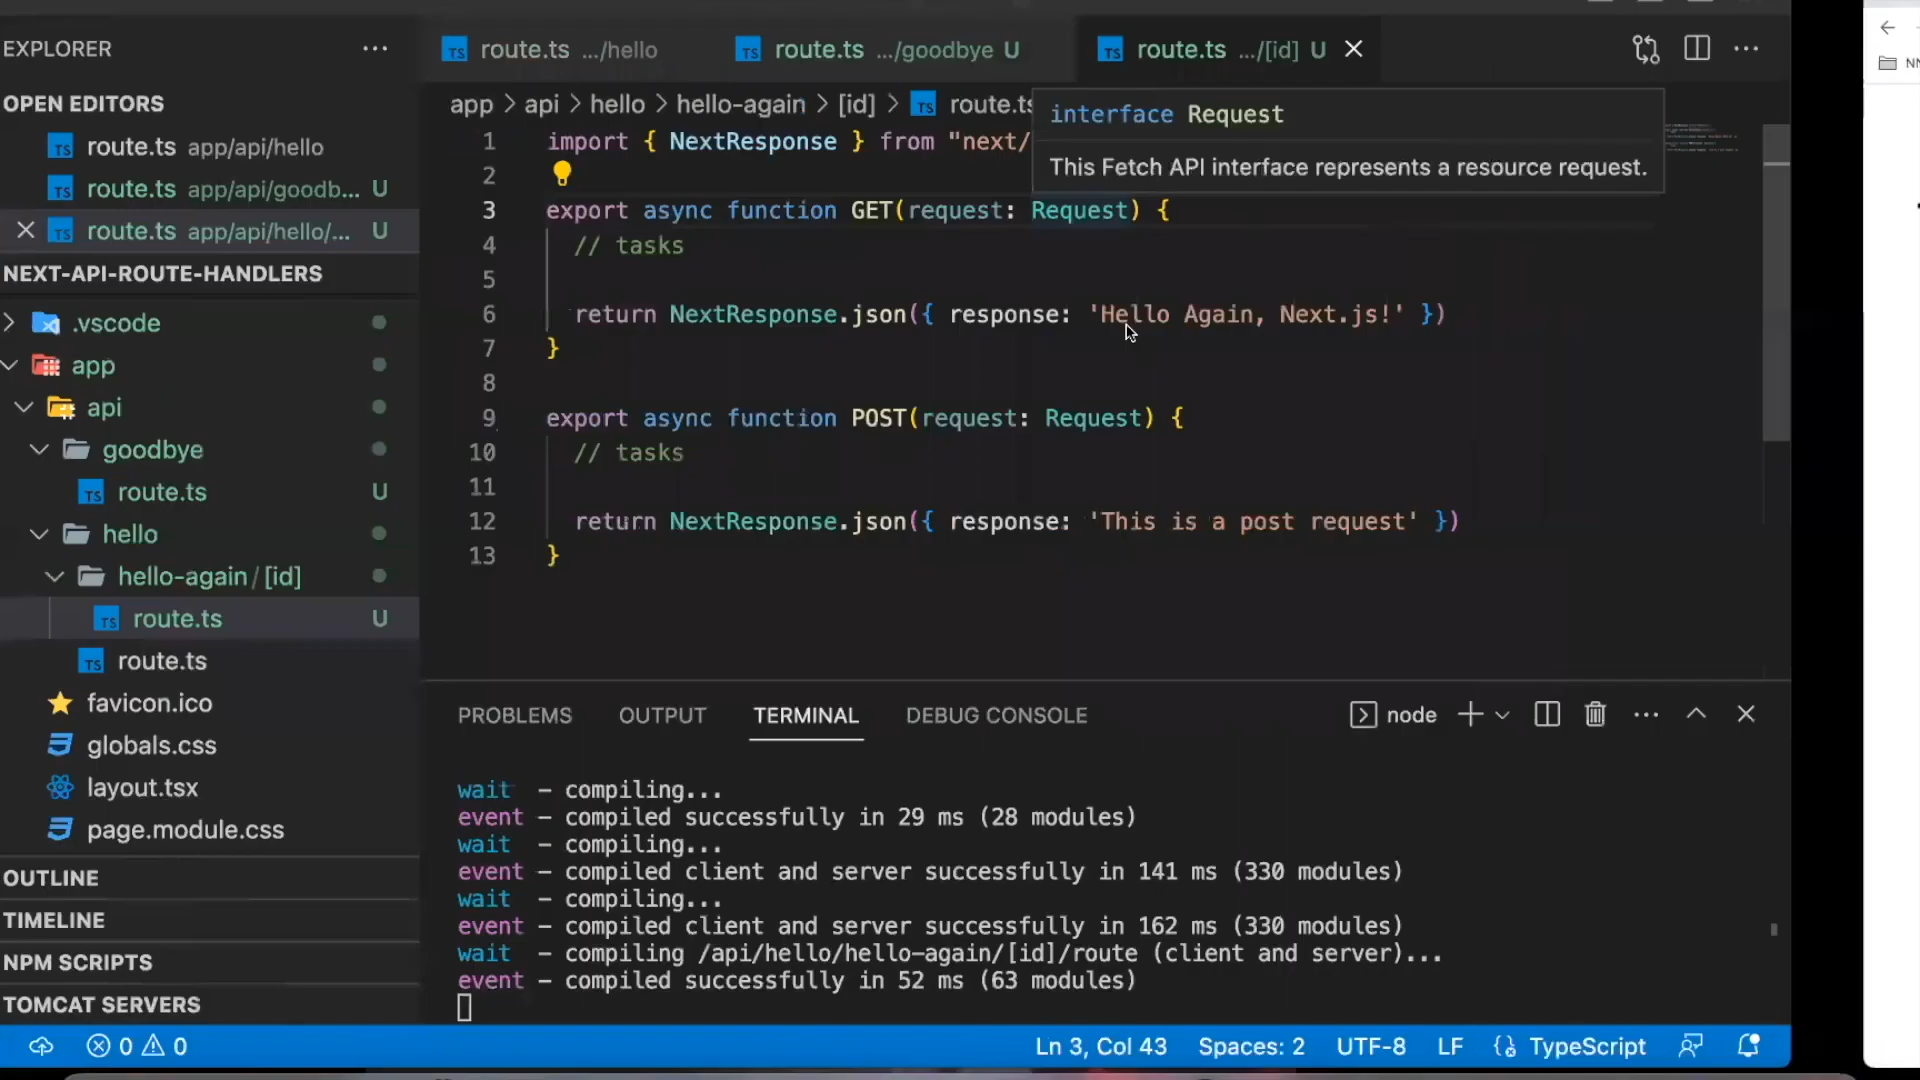 EXPLORER
OPEN EDITORS
route.ts app/api/hello
route.ts app/api/goodb... U
route.ts app/api/hello/... U
NEXT-API-ROUTE-HANDLERS
.vscode
app
api
goodbye
route.ts U
hello
hello-again / [id]
route.ts U
route.ts
favicon.ico
globals.css
layout.tsx
page.module.css
OUTLINE
TIMELINE
NPM SCRIPTS
TOMCAT SERVERS
route.ts .../hello
route.ts .../goodbye U
route.ts .../[id] U
app > api > hello > hello-again > [id] > route.ts
interface Request
This Fetch API interface represents a resource request.
1 import { NextResponse } from "next/
2
3 export async function GET(request: Request) {
4 // tasks
5
6 return NextResponse.json({ response: 'Hello Again, Next.js!' })
7 }
8
9 export async function POST(request: Request) {
10 // tasks
11
12 return NextResponse.json({ response: 'This is a post request' })
13 }
PROBLEMS OUTPUT TERMINAL DEBUG CONSOLE
node
wait - compiling...
event - compiled successfully in 29 ms (28 modules)
wait - compiling...
event - compiled client and server successfully in 141 ms (330 modules)
wait - compiling...
event - compiled client and server successfully in 162 ms (330 modules)
wait - compiling /api/hello/hello-again/[id]/route (client and server)...
event - compiled successfully in 52 ms (63 modules)
0 0
Ln 3, Col 43 Spaces: 2 UTF-8 LF TypeScript